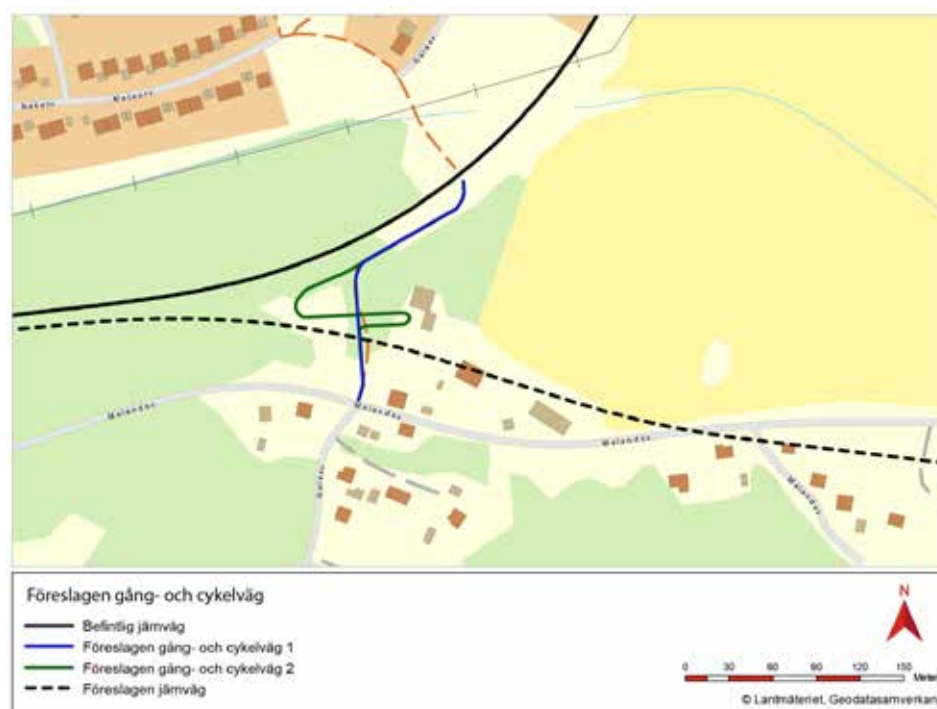 Föreslagen gång- och cykelväg
Befintlig järnväg
Föreslagen gång- och cykelväg 1
Föreslagen gång- och cykelväg 2
Föreslagen järnväg
N
0 30 60 90 120 150
Meter
© Lantmäteriet, Geodatasamverkan